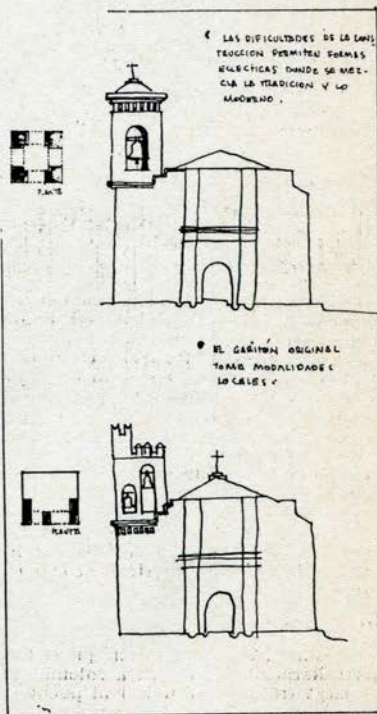 LAS DIFICULTADES DE LA CONS
TRUCCION PERMITEN FORMAS
ECLECTICAS DONDE SE MEZ-
CLA LA TRADICION Y LO
MODERNO.
PLANTA
EL GARITÓN ORIGINAL
TOMA MODALIDADES
LOCALES.
PLANTA